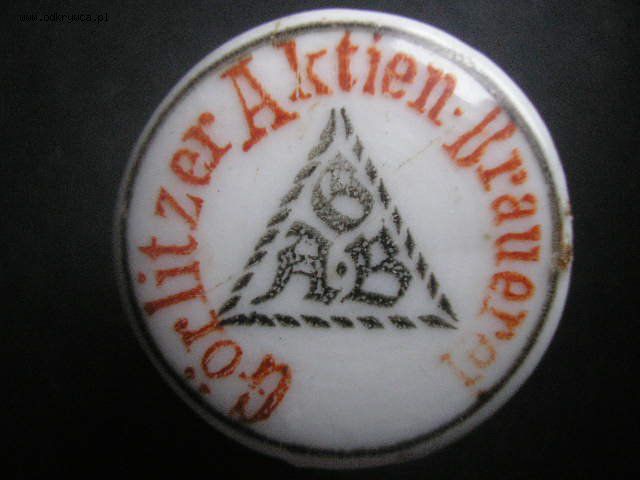 www.odkrywca.pl
Görlitzer Aktien-Brauerei
G
A·B